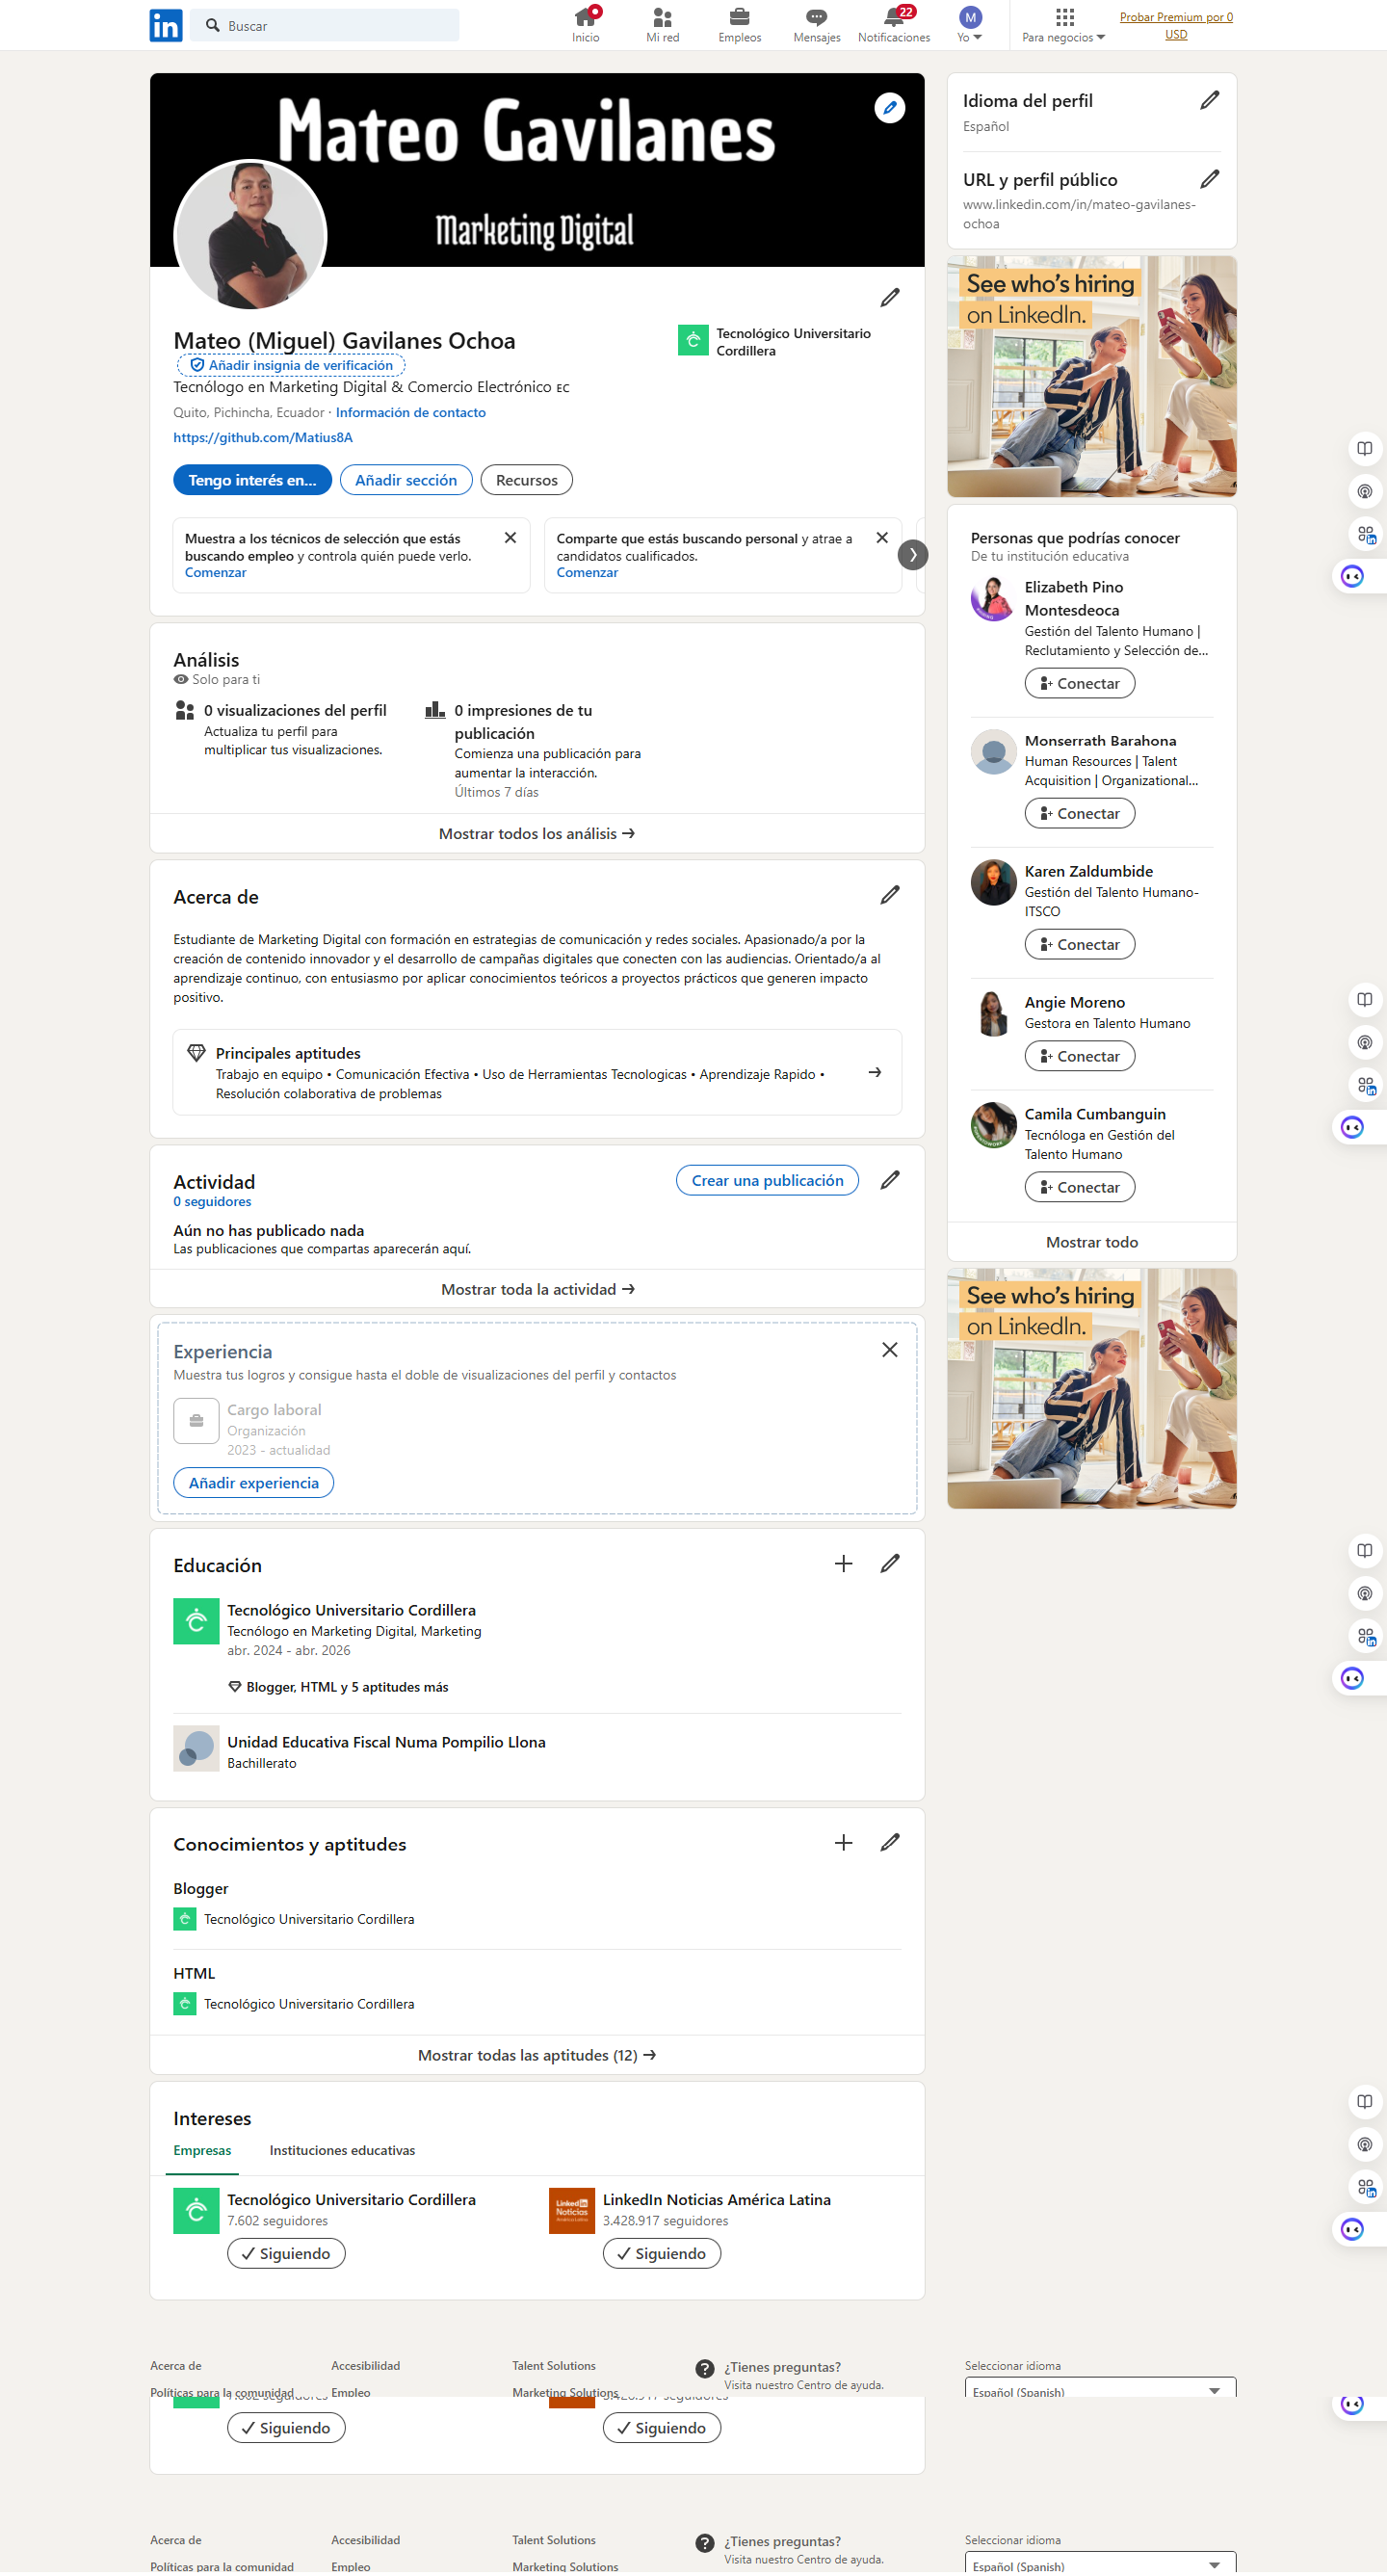 in
Buscar
Inicio
Mi red
Empleos
Mensajes
22
Notificaciones
M
Yo
Para negocios
Probar Premium por 0
USD
Mateo Gavilanes
Marketing Digital
Mateo (Miguel) Gavilanes Ochoa
Añadir insignia de verificación
Tecnológico Universitario
Cordillera
Tecnólogo en Marketing Digital & Comercio Electrónico EC
Quito, Pichincha, Ecuador · Información de contacto
https://github.com/Matius8A
Tengo interés en...
Añadir sección
Recursos
Muestra a los técnicos de selección que estás
buscando empleo y controla quién puede verlo.
Comenzar
Comparte que estás buscando personal y atrae a
candidatos cualificados.
Comenzar
Análisis
Solo para ti
0 visualizaciones del perfil
Actualiza tu perfil para
multiplicar tus visualizaciones.
0 impresiones de tu
publicación
Comienza una publicación para
aumentar la interacción.
Últimos 7 días
Mostrar todos los análisis →
Acerca de
Estudiante de Marketing Digital con formación en estrategias de comunicación y redes sociales. Apasionado/a por la
creación de contenido innovador y el desarrollo de campañas digitales que conecten con las audiencias. Orientado/a al
aprendizaje continuo, con entusiasmo por aplicar conocimientos teóricos a proyectos prácticos que generen impacto
positivo.
Principales aptitudes
Trabajo en equipo • Comunicación Efectiva • Uso de Herramientas Tecnologicas • Aprendizaje Rapido •
Resolución colaborativa de problemas
Actividad
0 seguidores
Crear una publicación
Aún no has publicado nada
Las publicaciones que compartas aparecerán aquí.
Mostrar toda la actividad →
Experiencia
Muestra tus logros y consigue hasta el doble de visualizaciones del perfil y contactos
Cargo laboral
Organización
2023 - actualidad
Añadir experiencia
Educación
Tecnológico Universitario Cordillera
Tecnólogo en Marketing Digital, Marketing
abr. 2024 - abr. 2026
Blogger, HTML y 5 aptitudes más
Unidad Educativa Fiscal Numa Pompilio Llona
Bachillerato
Conocimientos y aptitudes
Blogger
Tecnológico Universitario Cordillera
HTML
Tecnológico Universitario Cordillera
Mostrar todas las aptitudes (12) →
Intereses
Empresas
Instituciones educativas
Tecnológico Universitario Cordillera
7.602 seguidores
Siguiendo
Linkedin
Noticias
América Latina
LinkedIn Noticias América Latina
3.428.917 seguidores
Siguiendo
Idioma del perfil
Español
URL y perfil público
www.linkedin.com/in/mateo-gavilanes-
ochoa
See who's hiring
on LinkedIn.
Personas que podrías conocer
De tu institución educativa
Elizabeth Pino
Montesdeoca
Gestión del Talento Humano |
Reclutamiento y Selección de...
Conectar
Monserrath Barahona
Human Resources | Talent
Acquisition | Organizational...
Conectar
Karen Zaldumbide
Gestión del Talento Humano-
ITSCO
Conectar
Angie Moreno
Gestora en Talento Humano
Conectar
Camila Cumbanguin
Tecnóloga en Gestión del
Talento Humano
Conectar
Mostrar todo
See who's hiring
on LinkedIn.
Acerca de
Accesibilidad
Talent Solutions
¿Tienes preguntas?
Visita nuestro Centro de ayuda.
Seleccionar idioma
Políticas para la comunidad
Empleo
Marketing Solutions
Español (Spanish)
7.602 seguidores
3.428.917 seguidores
Siguiendo
Siguiendo
Acerca de
Accesibilidad
Talent Solutions
¿Tienes preguntas?
Visita nuestro Centro de ayuda.
Seleccionar idioma
Políticas para la comunidad
Empleo
Marketing Solutions
Español (Spanish)